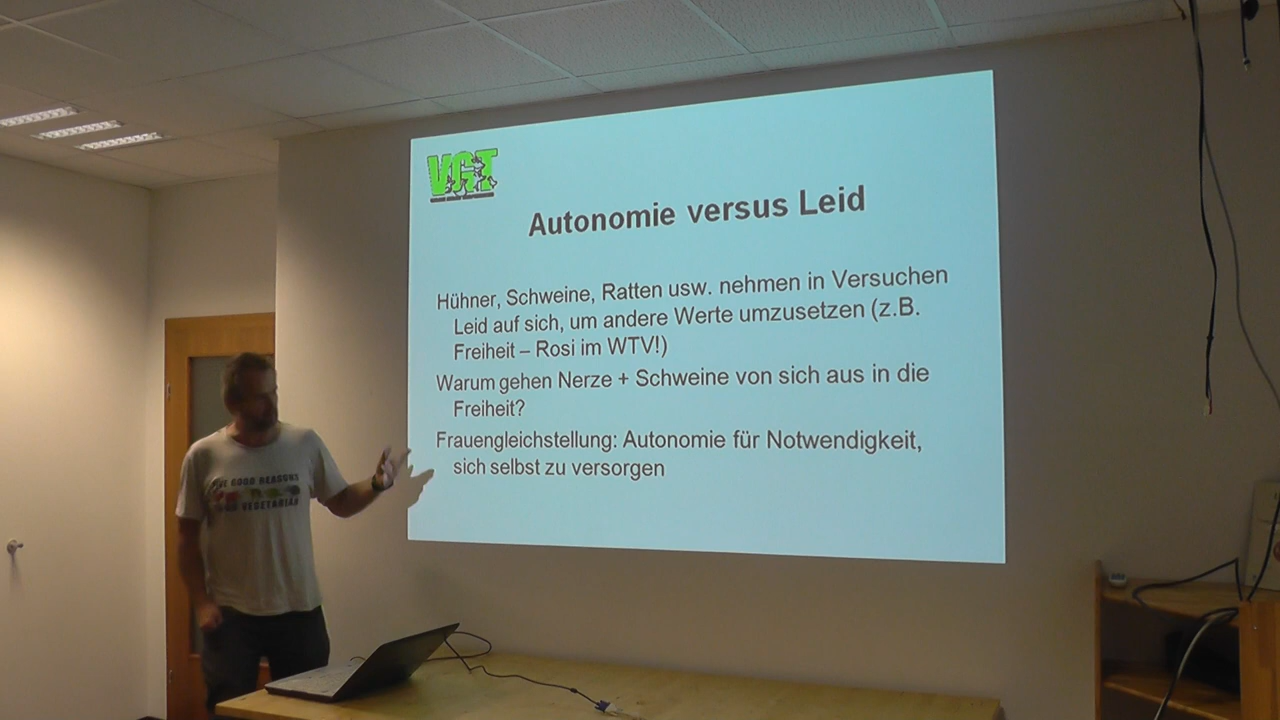 VGT
Autonomie versus Leid
Hühner, Schweine, Ratten usw. nehmen in Versuchen
Leid auf sich, um andere Werte umzusetzen (z.B.
Freiheit – Rosi im WTV!)
Warum gehen Nerze + Schweine von sich aus in die
Freiheit?
Frauengleichstellung: Autonomie für Notwendigkeit,
sich selbst zu versorgen
GOOD REASONS
VEGETARIAN